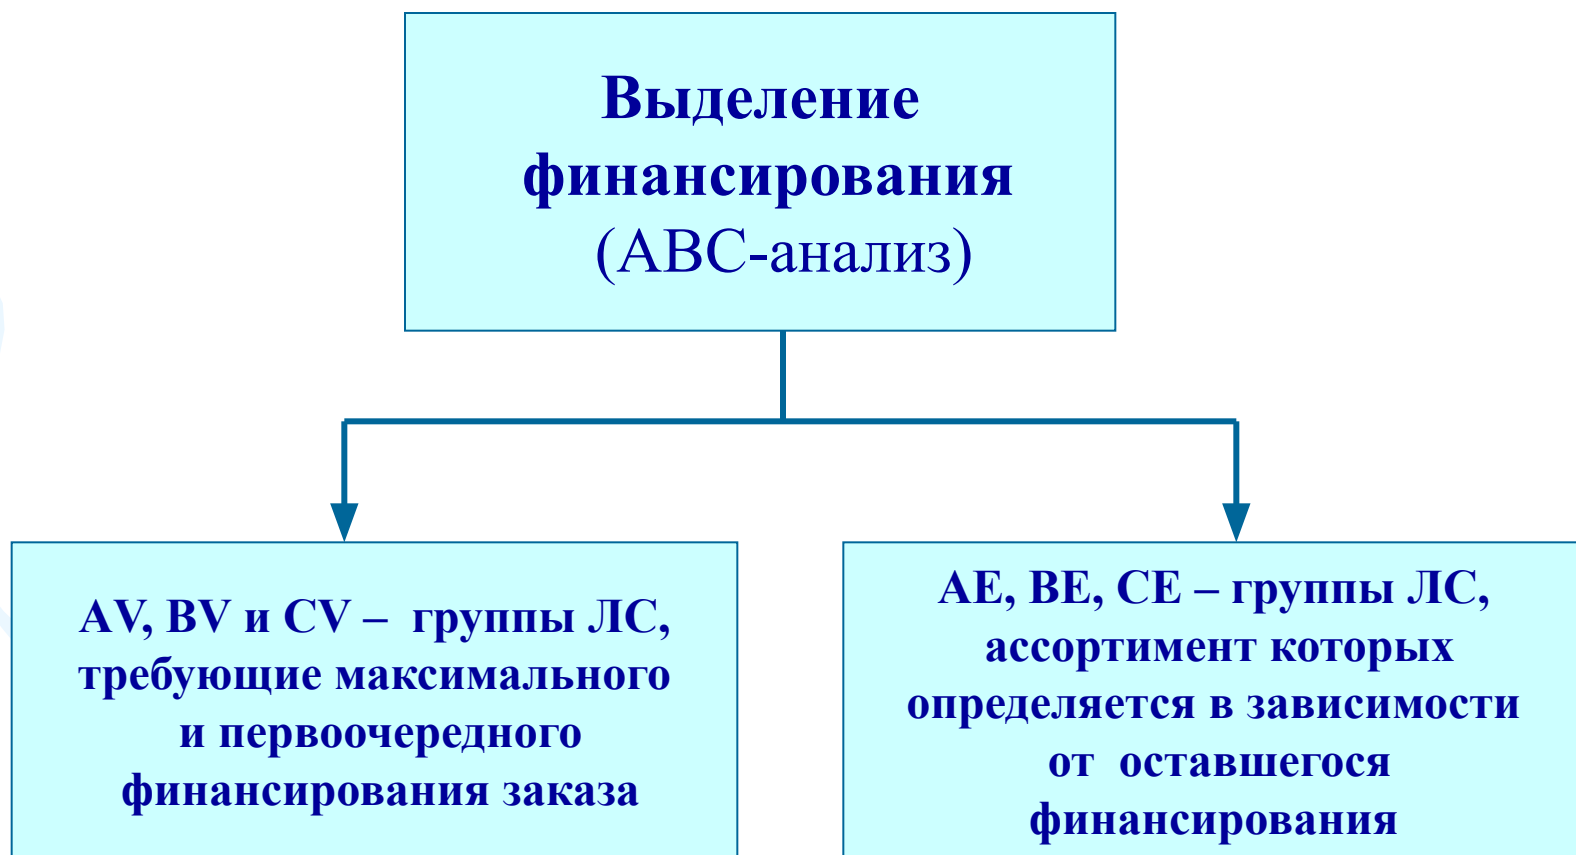 Выделение
финансирования
(АВС-анализ)
AV, BV и CV – группы ЛС,
требующие максимального
и первоочередного
финансирования заказа
AE, BE, CE – группы ЛС,
ассортимент которых
определяется в зависимости
от оставшегося
финансирования